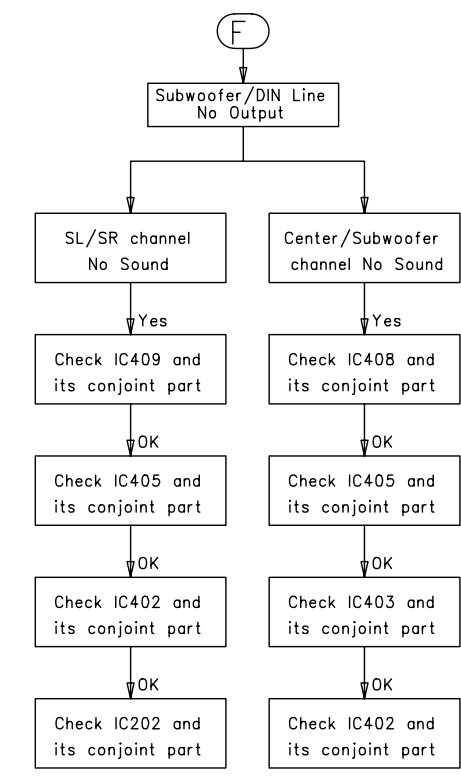 F
Subwoofer/DIN Line
No Output
SL/SR channel
No Sound
Yes
Check IC409 and
its conjoint part
OK
Check IC405 and
its conjoint part
OK
Check IC402 and
its conjoint part
OK
Check IC202 and
its conjoint part
Center/Subwoofer
channel No Sound
Yes
Check IC408 and
its conjoint part
OK
Check IC405 and
its conjoint part
OK
Check IC403 and
its conjoint part
OK
Check IC402 and
its conjoint part